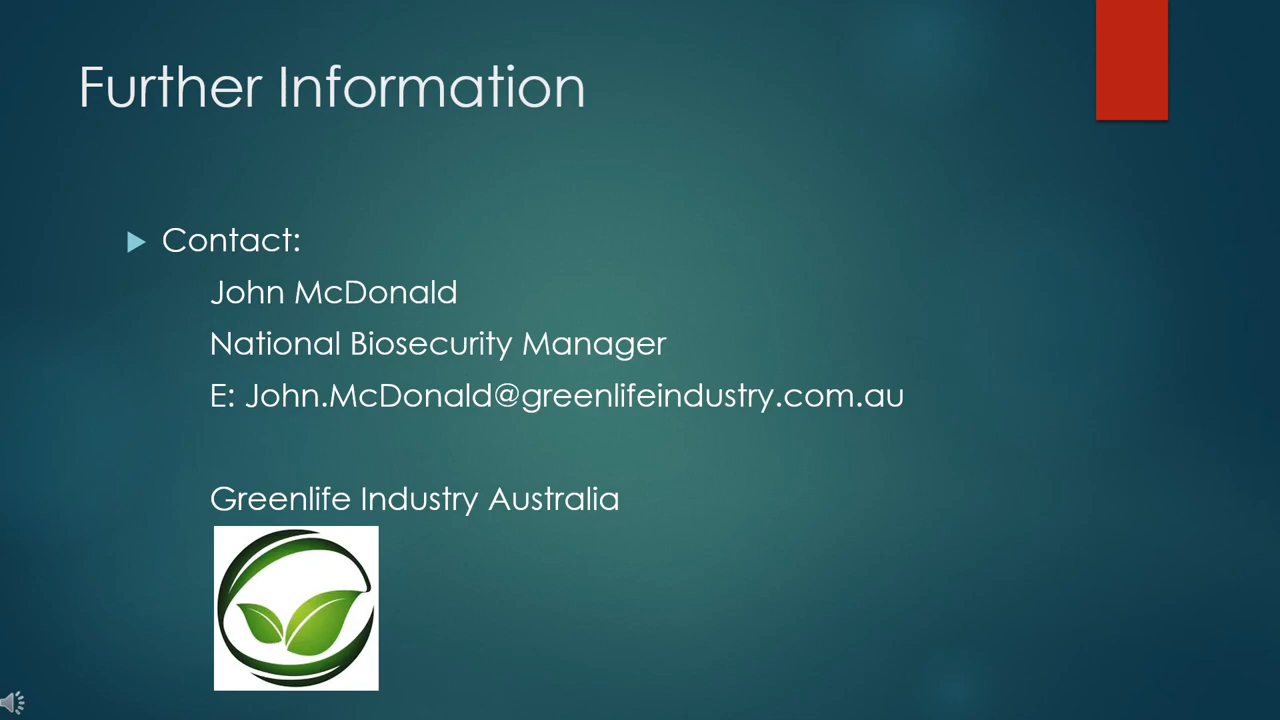 Further Information
Contact:
John McDonald
National Biosecurity Manager
E: John.McDonald@greenlifeindustry.com.au
Greenlife Industry Australia